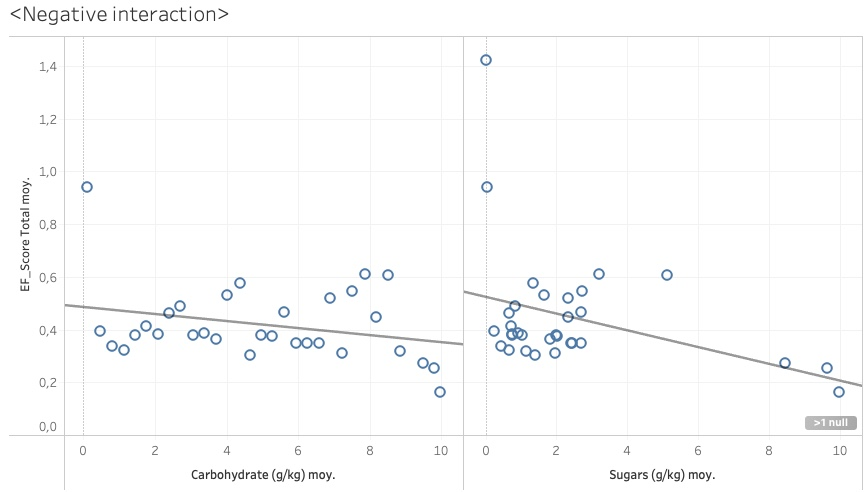 <Negative interaction>
EF_Score Total moy.
1,4
1,2
1,0
0,8
0,6
0,4
0,2
0,0
0 2 4 6 8 10
0 2 4 6 8 10
Carbohydrate (g/kg) moy.
Sugars (g/kg) moy.
>1 null